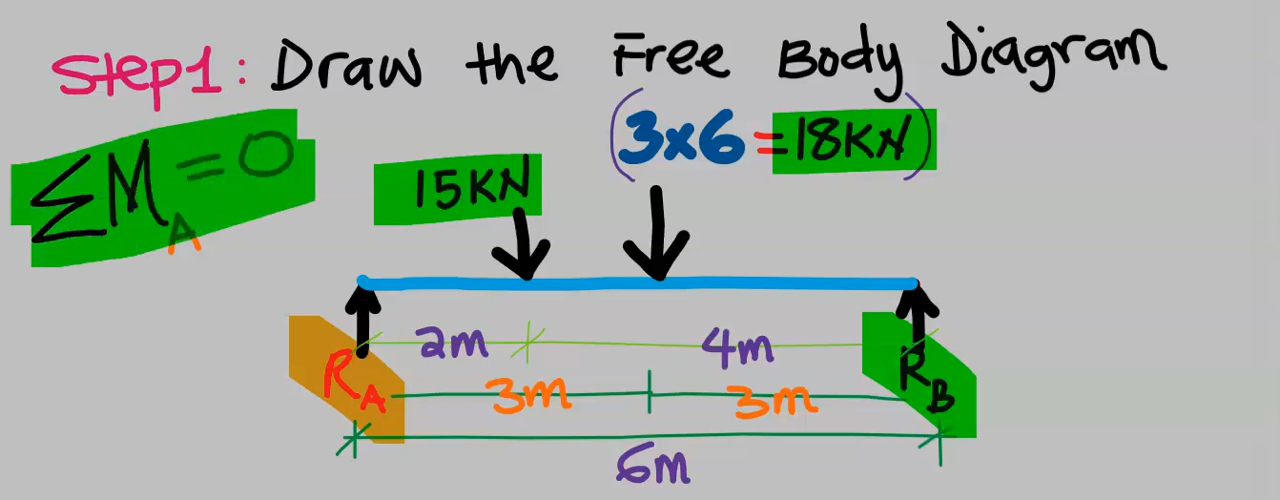 Step1: Draw the Free Body Diagram
(3x6=18KN)
ΣM_A=0
15KN
2m
4m
R_A
3m
3m
R_B
6m